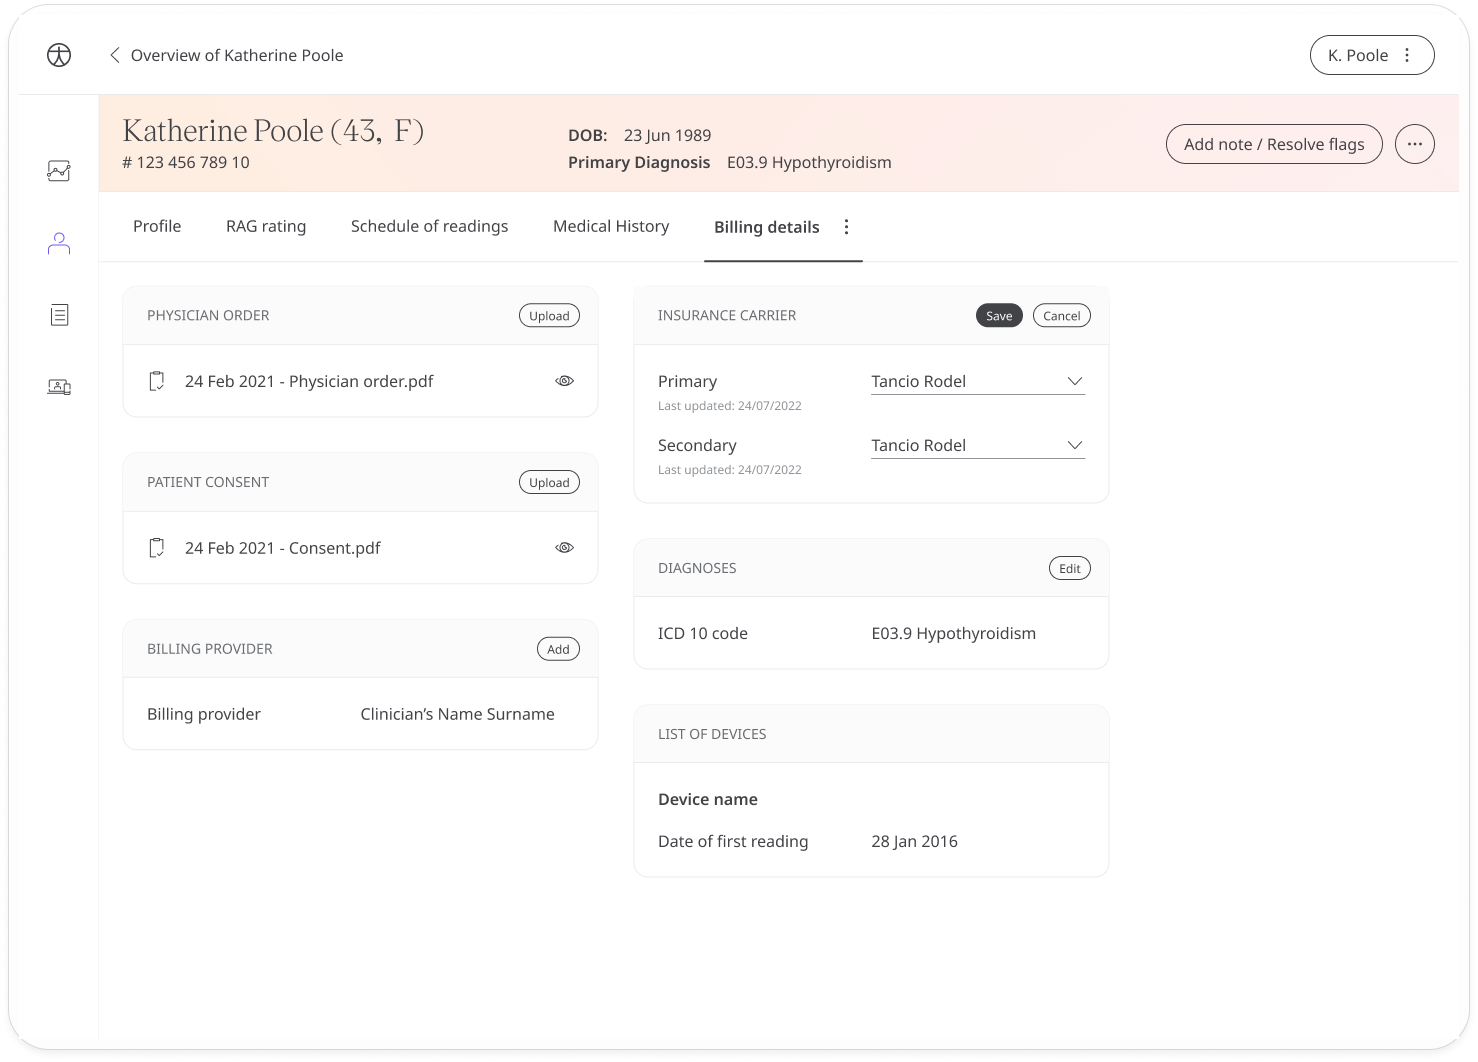 Overview of Katherine Poole
K. Poole
Katherine Poole (43, F)
# 123 456 789 10
DOB: 23 Jun 1989
Primary Diagnosis E03.9 Hypothyroidism
Add note / Resolve flags
Profile RAG rating Schedule of readings Medical History Billing details
PHYSICIAN ORDER Upload
24 Feb 2021 - Physician order.pdf
PATIENT CONSENT Upload
24 Feb 2021 - Consent.pdf
BILLING PROVIDER Add
Billing provider Clinician’s Name Surname
INSURANCE CARRIER Save Cancel
Primary Tancio Rodel
Last updated: 24/07/2022
Secondary Tancio Rodel
Last updated: 24/07/2022
DIAGNOSES Edit
ICD 10 code E03.9 Hypothyroidism
LIST OF DEVICES
Device name
Date of first reading 28 Jan 2016